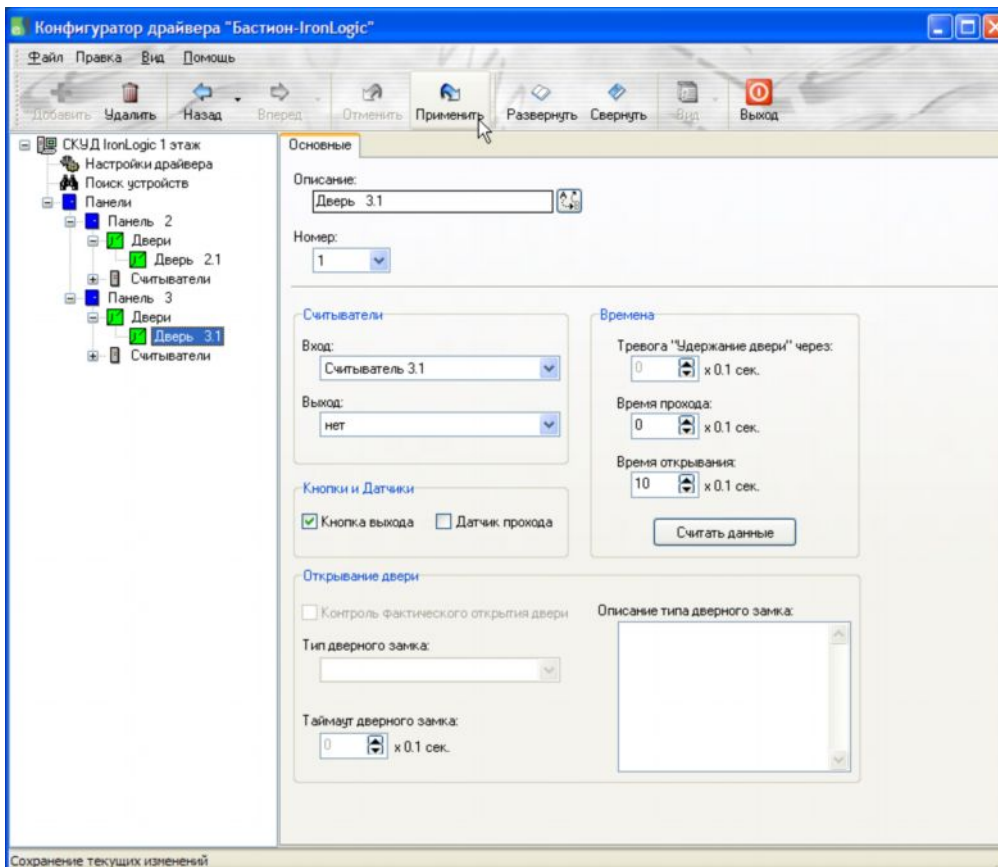 Конфигуратор драйвера "Бастион-IronLogic"
Файл Правка Вид Помощь
Добавить Удалить Назад Вперед Отменить Применить Развернуть Свернуть Вид Выход
СКУД IronLogic 1 этаж
Настройки драйвера
Поиск устройств
Панели
Панель 2
Двери
Дверь 2.1
Считыватели
Панель 3
Двери
Дверь 3.1
Считыватели
Основные
Описание:
Дверь 3.1
Номер:
1
Считыватели
Вход:
Считыватель 3.1
Выход:
нет
Кнопки и Датчики
Кнопка выхода Датчик прохода
Времена
Тревога "Удержание двери" через:
0 x 0.1 сек.
Время прохода:
0 x 0.1 сек.
Время открывания:
10 x 0.1 сек.
Считать данные
Открывание двери
Контроль фактического открытия двери
Тип дверного замка:
Таймаут дверного замка:
0 x 0.1 сек.
Описание типа дверного замка:
Сохранение текущих изменений